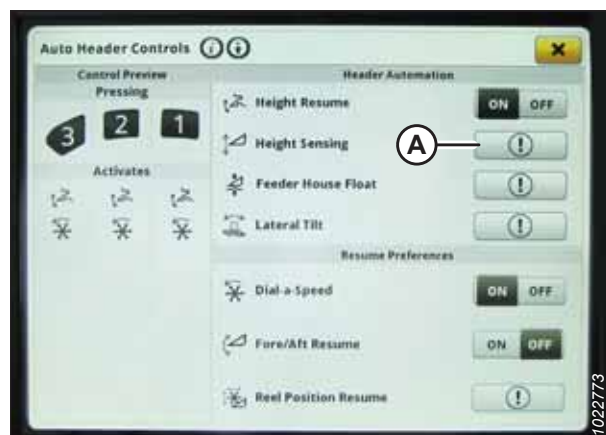 Auto Header Controls
Control Preview
Pressing
3 2 1
Activates
Header Automation
Height Resume ON OFF
A
Height Sensing
Feeder House Float
Lateral Tilt
Resume Preferences
Dial-a-Speed ON OFF
Fore/Aft Resume ON OFF
Reel Position Resume
1022773